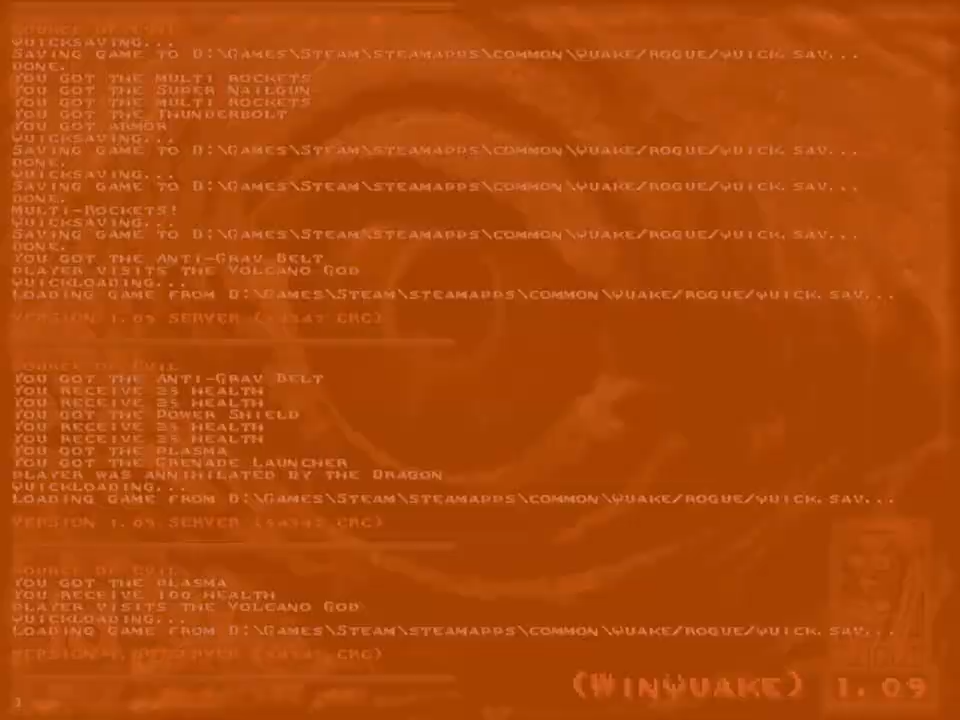 SOURCE OF EVIL
QUICKSAVING...
SAVING GAME TO D:\GAMES\STEAM\STEAMAPPS\COMMON\QUAKE/ROGUE/QUICK.SAV...
DONE.
YOU GOT THE MULTI ROCKETS
YOU GOT THE SUPER NAILGUN
YOU GOT THE MULTI ROCKETS
YOU GOT THE THUNDERBOLT
YOU GOT ARMOR
QUICKSAVING...
SAVING GAME TO D:\GAMES\STEAM\STEAMAPPS\COMMON\QUAKE/ROGUE/QUICK.SAV...
DONE.
QUICKSAVING...
SAVING GAME TO D:\GAMES\STEAM\STEAMAPPS\COMMON\QUAKE/ROGUE/QUICK.SAV...
DONE.
MULTI-ROCKETS!
QUICKSAVING...
SAVING GAME TO D:\GAMES\STEAM\STEAMAPPS\COMMON\QUAKE/ROGUE/QUICK.SAV...
DONE.
YOU GOT THE ANTI-GRAV BELT
PLAYER VISITS THE VOLCANO GOD
QUICKLOADING...
LOADING GAME FROM D:\GAMES\STEAM\STEAMAPPS\COMMON\QUAKE/ROGUE/QUICK.SAV...
VERSION 1.09 SERVER ( CRC)
SOURCE OF EVIL
YOU GOT THE ANTI-GRAV BELT
YOU RECEIVE 25 HEALTH
YOU RECEIVE 25 HEALTH
YOU GOT THE POWER SHIELD
YOU RECEIVE 25 HEALTH
YOU RECEIVE 25 HEALTH
YOU GOT THE PLASMA
YOU GOT THE GRENADE LAUNCHER
PLAYER WAS ANNIHILATED BY THE DRAGON
QUICKLOADING...
LOADING GAME FROM D:\GAMES\STEAM\STEAMAPPS\COMMON\QUAKE/ROGUE/QUICK.SAV...
VERSION 1.09 SERVER ( CRC)
SOURCE OF EVIL
YOU GOT THE PLASMA
YOU RECEIVE 100 HEALTH
PLAYER VISITS THE VOLCANO GOD
QUICKLOADING...
LOADING GAME FROM D:\GAMES\STEAM\STEAMAPPS\COMMON\QUAKE/ROGUE/QUICK.SAV...
VERSION 1.09 SERVER ( CRC)
]
(WINQUAKE) 1.09